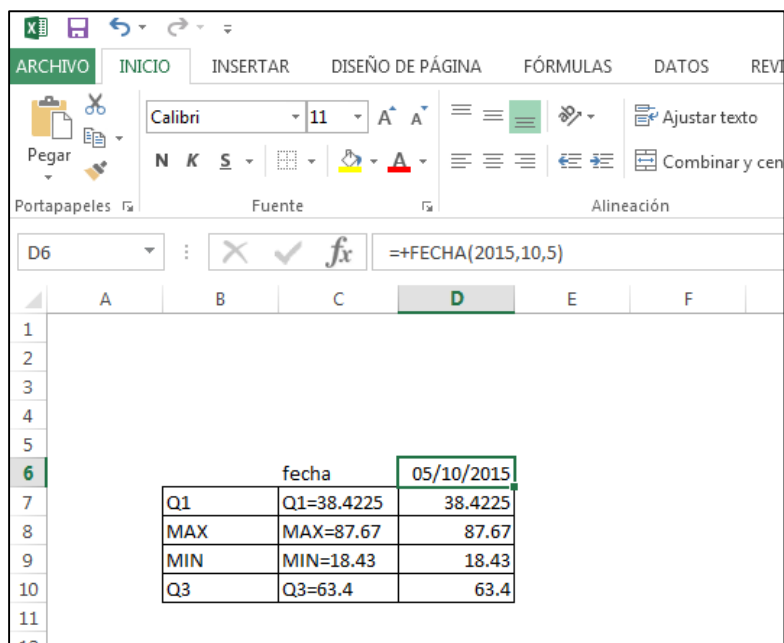 ARCHIVO INICIO INSERTAR DISEÑO DE PÁGINA FÓRMULAS DATOS REVI
Calibri 11 A A Ajustar texto
Pegar N K S A Combinar y cen
Portapapeles Fuente Alineación
D6 fx =+FECHA(2015,10,5)
A B C D E F
1
2
3
4
5
6 fecha 05/10/2015
7 Q1 Q1=38.4225 38.4225
8 MAX MAX=87.67 87.67
9 MIN MIN=18.43 18.43
10 Q3 Q3=63.4 63.4
11